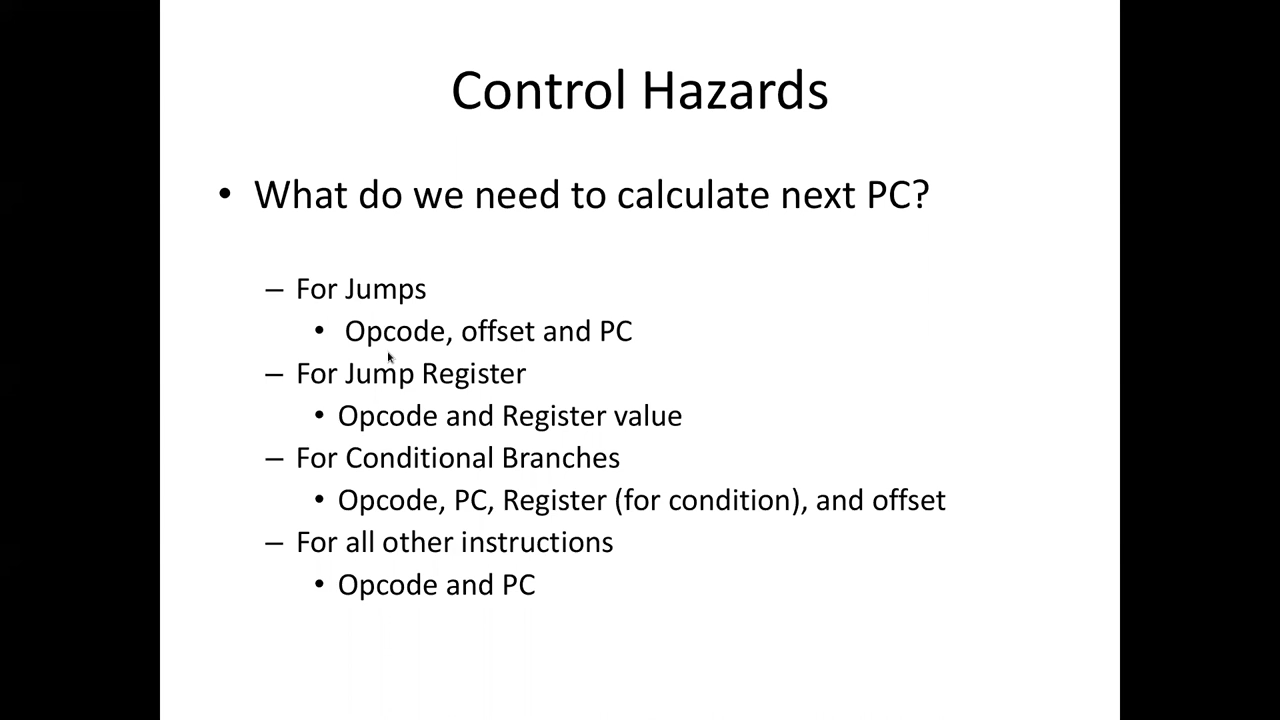 Control Hazards
• What do we need to calculate next PC?
– For Jumps
• Opcode, offset and PC
– For Jump Register
• Opcode and Register value
– For Conditional Branches
• Opcode, PC, Register (for condition), and offset
– For all other instructions
• Opcode and PC